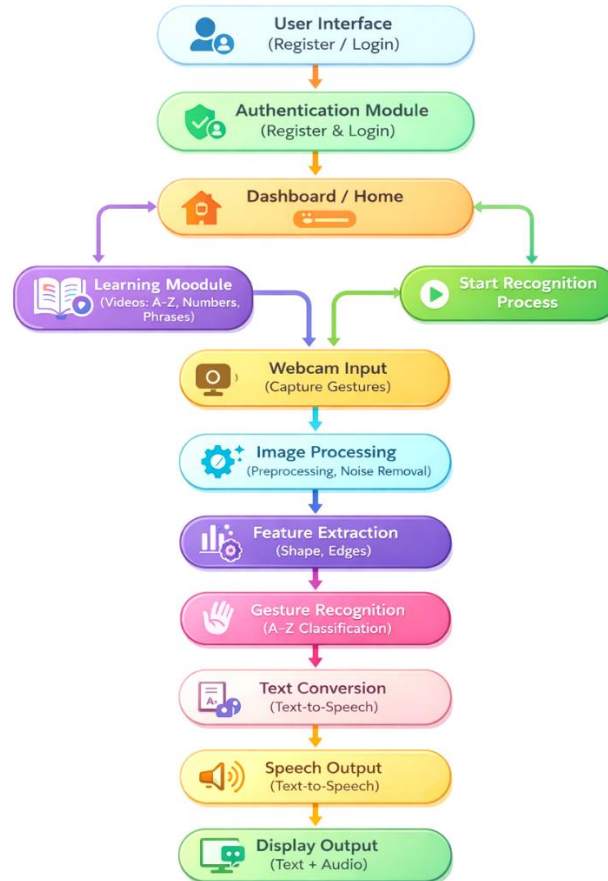 User Interface
(Register / Login)
Authentication Module
(Register & Login)
Dashboard / Home
Learning Moodule
(Videos: A–Z, Numbers,
Phrases)
Start Recognition
Process
Webcam Input
(Capture Gestures)
Image Processing
(Preprocessing, Noise Removal)
Feature Extraction
(Shape, Edges)
Gesture Recognition
(A–Z Classification)
Text Conversion
(Text-to-Speech)
Speech Output
(Text-to-Speech)
Display Output
(Text + Audio)